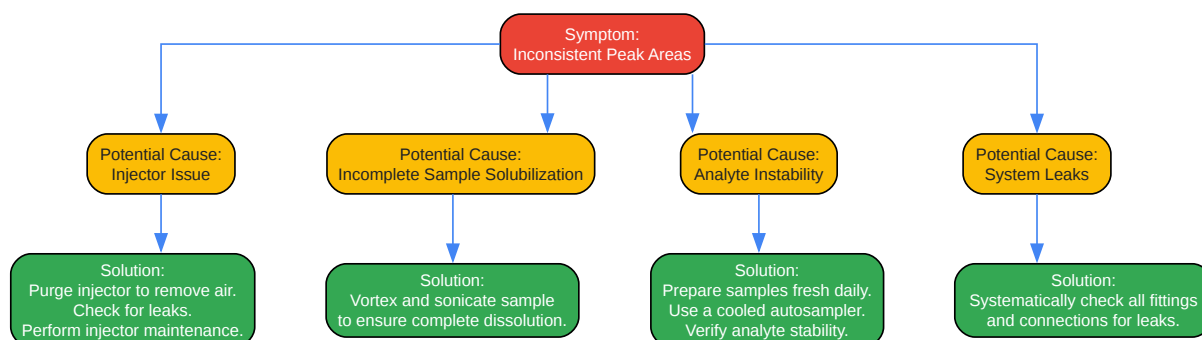 Symptom:
Inconsistent Peak Areas
Potential Cause:
Injector Issue
Potential Cause:
Incomplete Sample Solubilization
Potential Cause:
Analyte Instability
Potential Cause:
System Leaks
Solution:
Purge injector to remove air.
Check for leaks.
Perform injector maintenance.
Solution:
Vortex and sonicate sample
to ensure complete dissolution.
Solution:
Prepare samples fresh daily.
Use a cooled autosampler.
Verify analyte stability.
Solution:
Systematically check all fittings
and connections for leaks.